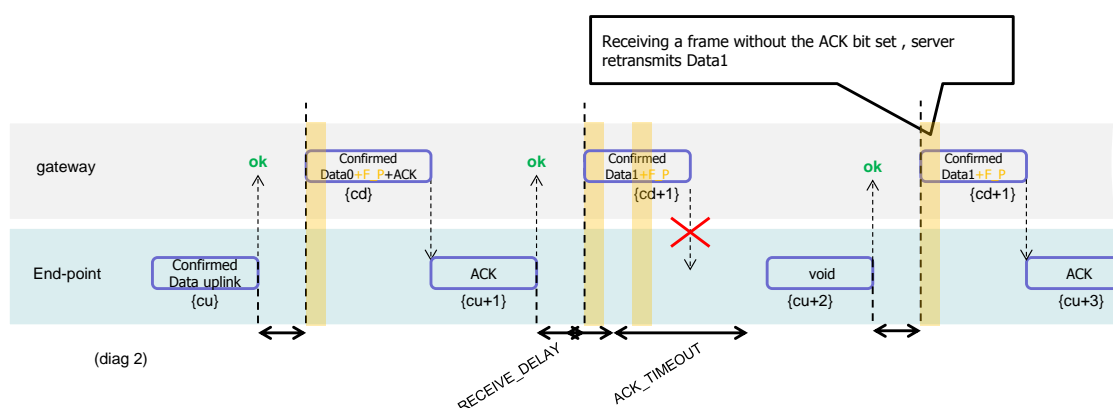 Receiving a frame without the ACK bit set , server
retransmits Data1
gateway
ok
Confirmed
Data0+F_P+ACK
{cd}
ok
Confirmed
Data1+F_P
{cd+1}
ok
Confirmed
Data1+F_P
{cd+1}
End-point
Confirmed
Data uplink
{cu}
ACK
{cu+1}
void
{cu+2}
ACK
{cu+3}
(diag 2)
RECEIVE_DELAY
ACK_TIMEOUT